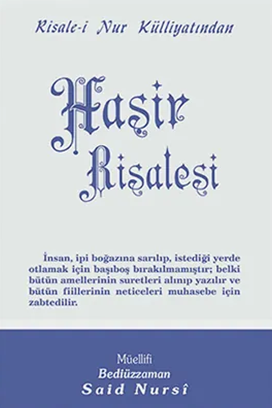 Risale-i Nur Külliyatından
Haşir
Risalesi
İnsan, ipi boğazına sarılıp, istediği yerde
otlamak için başıboş bırakılmamıştır; belki
bütün amellerinin suretleri alınıp yazılır ve
bütün fiillerinin neticeleri muhasebe için
zabtedilir.
Müellifi
Bediüzzaman
Said Nursî